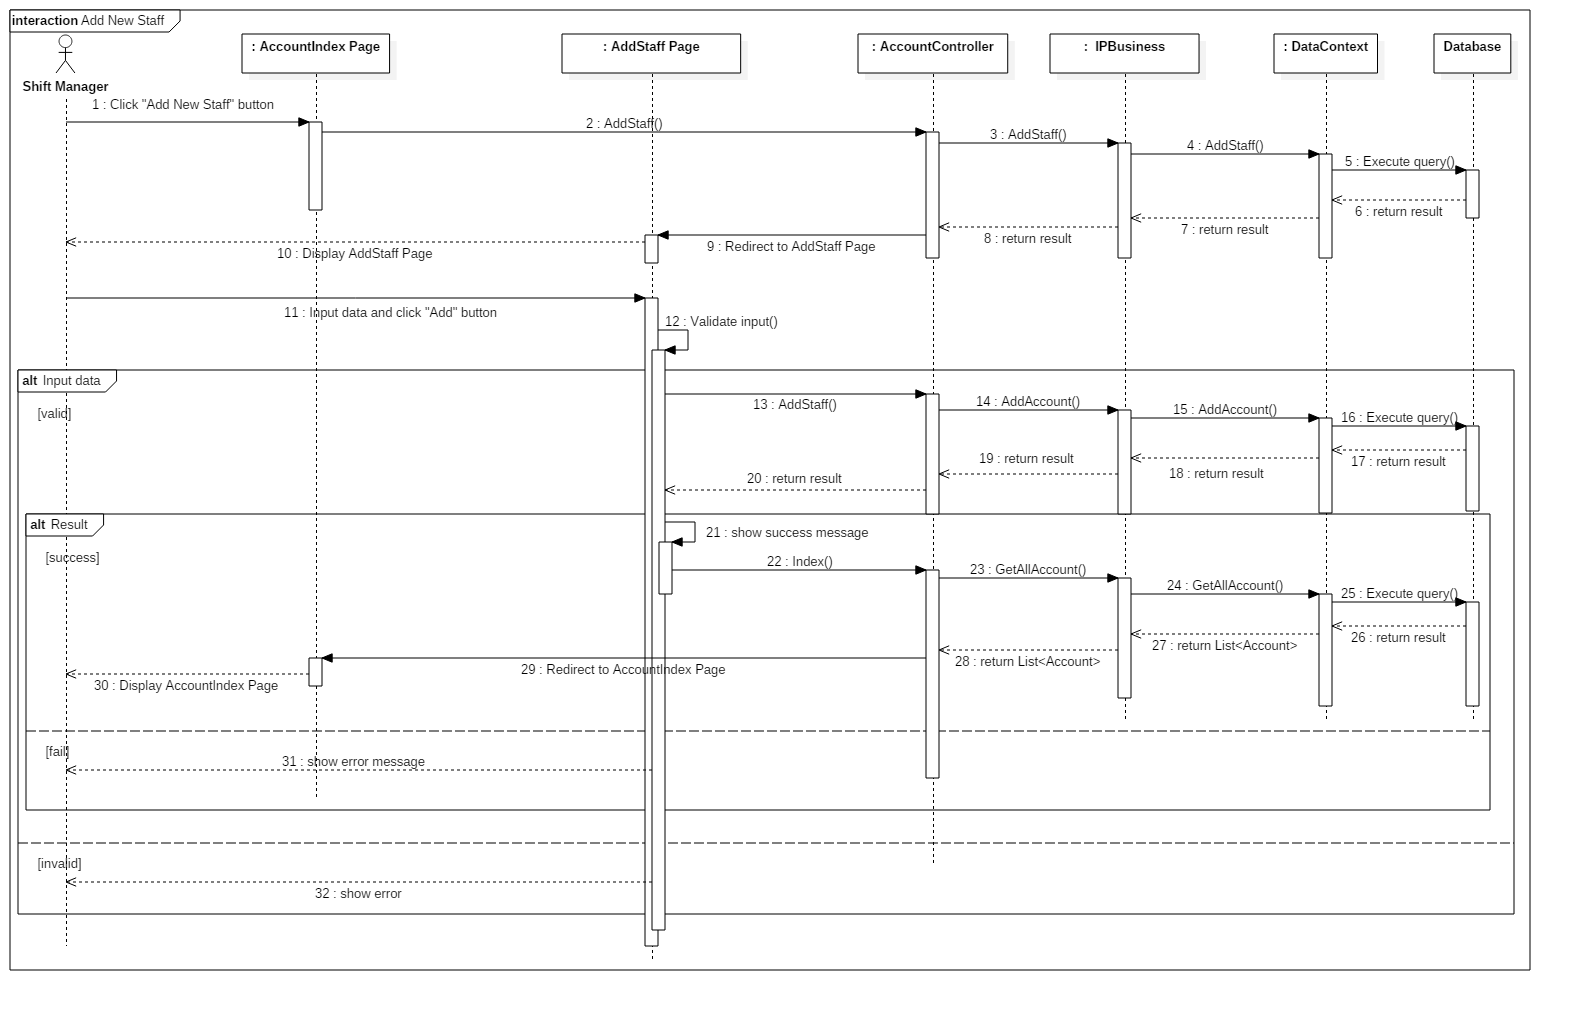 interaction Add New Staff
: AccountIndex Page
: AddStaff Page
: AccountController
: IPBusiness
: DataContext
Database
Shift Manager
1 : Click "Add New Staff" button
2 : AddStaff()
3 : AddStaff()
4 : AddStaff()
5 : Execute query()
6 : return result
7 : return result
8 : return result
9 : Redirect to AddStaff Page
10 : Display AddStaff Page
11 : Input data and click "Add" button
12 : Validate input()
alt Input data
[valid]
13 : AddStaff()
14 : AddAccount()
15 : AddAccount()
16 : Execute query()
17 : return result
18 : return result
19 : return result
20 : return result
alt Result
[success]
21 : show success message
22 : Index()
23 : GetAllAccount()
24 : GetAllAccount()
25 : Execute query()
26 : return result
27 : return List<Account>
28 : return List<Account>
29 : Redirect to AccountIndex Page
30 : Display AccountIndex Page
[fail]
31 : show error message
[invalid]
32 : show error